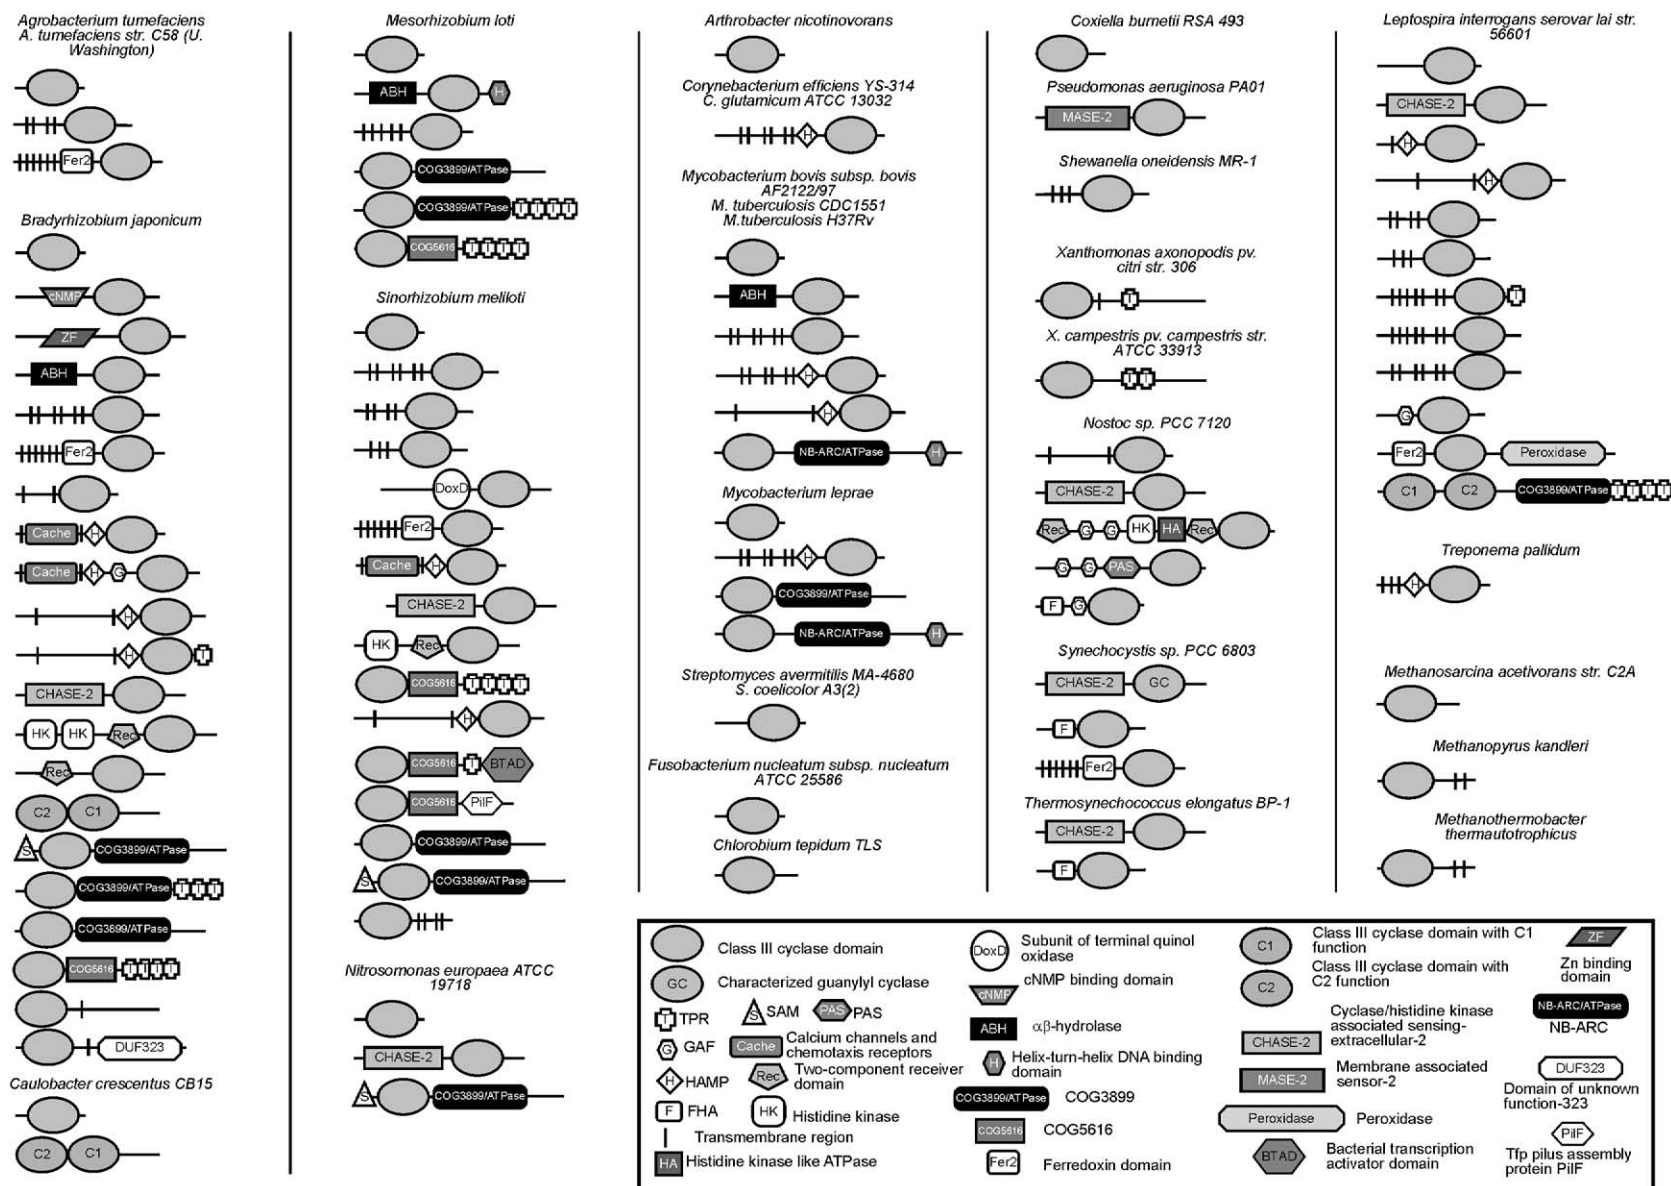 Agrobacterium tumefaciens
A. tumefaciens str. C58 (U.
Washington)
Fer2
Bradyrhizobium japonicum
cNMP
ZF
ABH
Fer2
Cache H
Cache H G
H
H T
CHASE-2
HK HK Rec
Rec
C2 C1
S COG3899/ATPase
COG3899/ATPase T T T
COG3899/ATPase
COG5616 T T T T
DUF323
Caulobacter crescentus CB15
C2 C1
Mesorhizobium loti
ABH H
COG3899/ATPase
COG3899/ATPase T T T T
COG5616 T T T T
Sinorhizobium meliloti
DoxD
Fer2
Cache H
CHASE-2
HK Rec
COG5616 T T T T
H
COG5616 T BTAD
COG5616 PilF
COG3899/ATPase
S COG3899/ATPase
Nitrosomonas europaea ATCC
19718
CHASE-2
S COG3899/ATPase
Arthrobacter nicotinovorans
Corynebacterium efficiens YS-314
C. glutamicum ATCC 13032
H
Mycobacterium bovis subsp. bovis
AF2122/97
M. tuberculosis CDC1551
M.tuberculosis H37Rv
ABH
H
H
NB-ARC/ATPase H
Mycobacterium leprae
H
COG3899/ATPase
NB-ARC/ATPase H
Streptomyces avermitilis MA-4680
S. coelicolor A3(2)
Fusobacterium nucleatum subsp. nucleatum
ATCC 25586
Chlorobium tepidum TLS
Coxiella burnetii RSA 493
Pseudomonas aeruginosa PA01
MASE-2
Shewanella oneidensis MR-1
Xanthomonas axonopodis pv.
citri str. 306
T
X. campestris pv. campestris str.
ATCC 33913
T T
Nostoc sp. PCC 7120
CHASE-2
Rec G G HK HA Rec
G G PAS
F G
Synechocystis sp. PCC 6803
CHASE-2 GC
F
Fer2
Thermosynechococcus elongatus BP-1
CHASE-2
F
Leptospira interrogans serovar lai str.
56601
CHASE-2
H
H
T
G
Fer2 Peroxidase
C1 C2 COG3899/ATPase T T T T
Treponema pallidum
H
Methanosarcina acetivorans str. C2A
Methanopyrus kandleri
Methanothermobacter
thermautotrophicus
Class III cyclase domain
GC Characterized guanylyl cyclase
T TPR S SAM PAS PAS
G GAF Cache Calcium channels and
chemotaxis receptors
H HAMP Rec Two-component receiver
domain
F FHA HK Histidine kinase
Transmembrane region
HA Histidine kinase like ATPase
DoxD Subunit of terminal quinol
oxidase
cNMP cNMP binding domain
ABH αβ-hydrolase
H Helix-turn-helix DNA binding
domain
COG3899/ATPase COG3899
COG5616 COG5616
Fer2 Ferredoxin domain
C1 Class III cyclase domain with C1
function
C2 Class III cyclase domain with
C2 function
CHASE-2 Cyclase/histidine kinase
associated sensing-
extracellular-2
MASE-2 Membrane associated
sensor-2
Peroxidase Peroxidase
BTAD Bacterial transcription
activator domain
ZF
Zn binding
domain
NB-ARC/ATPase
NB-ARC
DUF323
Domain of unknown
function-323
PilF
Tfp pilus assembly
protein PilF